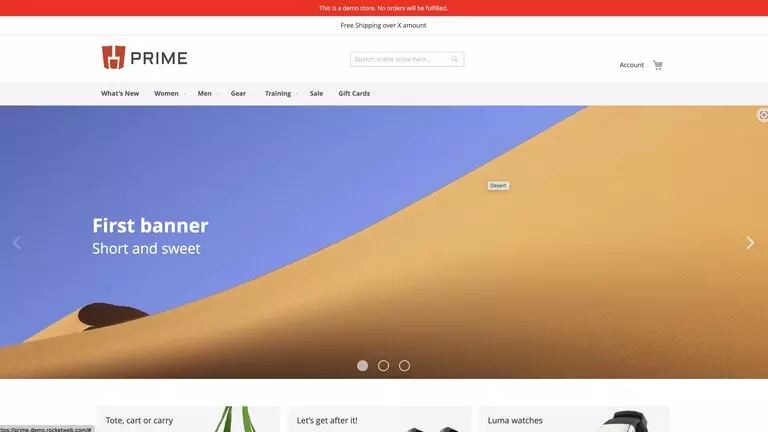 This is a demo store. No orders will be fulfilled.
Free Shipping over X amount
PRIME
Search entire store here...
Account
What's New Women Men Gear Training Sale Gift Cards
Desert
First banner
Short and sweet
Tote, cart or carry Let's get after it! Luma watches
ttps://prime.demo.rocketweb.com/#